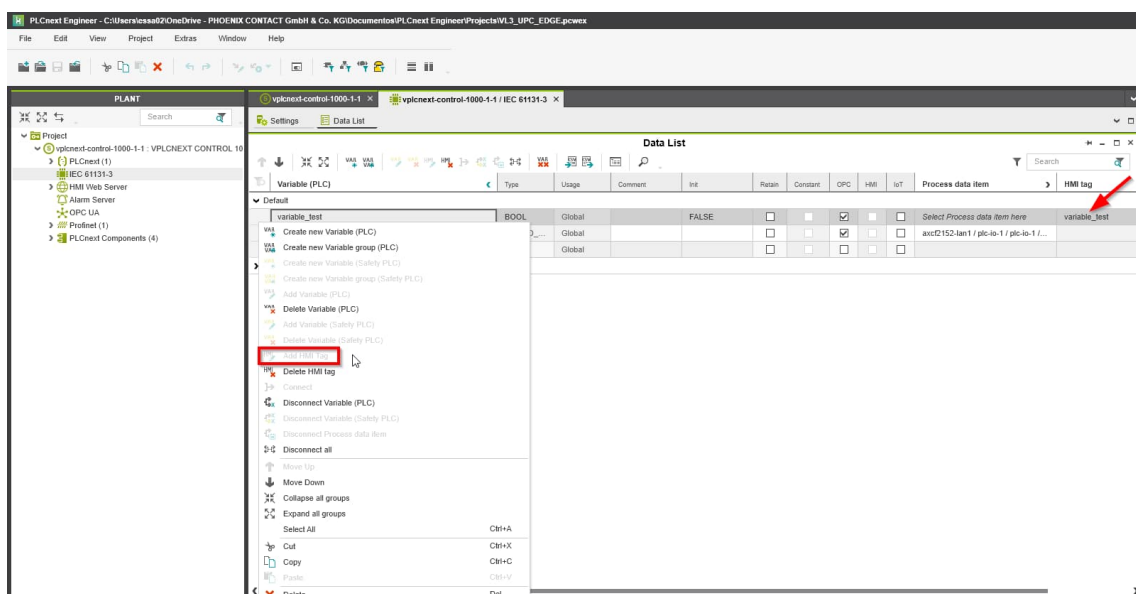 PLCnext Engineer - C:\Users\essa02\OneDrive - PHOENIX CONTACT GmbH & Co. KG\Documentos\PLCnext Engineer\Projects\VL3_UPC_EDGE.pcwex
File Edit View Project Extras Window Help
PLANT
vplcnext-control-1000-1-1 × vplcnext-control-1000-1-1 / IEC 61131-3 ×
Search
Settings Data List
Project
vplcnext-control-1000-1-1 : VPLCNEXT CONTROL 10
PLCnext (1)
IEC 61131-3
HMI Web Server
Alarm Server
OPC UA
Profinet (1)
PLCnext Components (4)
Data List
Search
Variable (PLC) Type Usage Comment Init Retain Constant OPC HMI IoT Process data item HMI tag
Default
variable_test BOOL Global FALSE Select Process data item here variable_test
Global axcf2152-lan1 / plc-io-1 / plc-io-1 /...
Global
Create new Variable (PLC)
Create new Variable group (PLC)
Create new Variable (Safety PLC)
Create new Variable group (Safety PLC)
Add Variable (PLC)
Delete Variable (PLC)
Add Variable (Safety PLC)
Delete Variable (Safety PLC)
Add HMI Tag
Delete HMI tag
Connect
Disconnect Variable (PLC)
Disconnect Variable (Safety PLC)
Disconnect Process data item
Disconnect all
Move Up
Move Down
Collapse all groups
Expand all groups
Select All Ctrl+A
Cut Ctrl+X
Copy Ctrl+C
Paste Ctrl+V
Delete Del